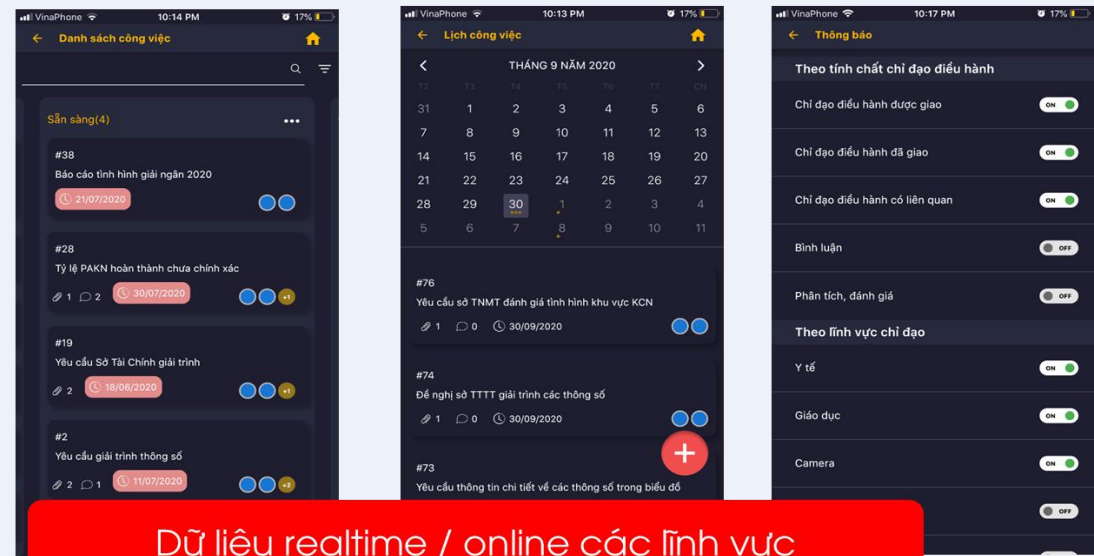 VinaPhone 10:14 PM 17%
Danh sách công việc
Sẵn sàng(4)
#38
Báo cáo tình hình giải ngân 2020
21/07/2020
#28
Tỷ lệ PAKN hoàn thành chưa chính xác
1 2 30/07/2020 +1
#19
Yêu cầu Sở Tài Chính giải trình
2 18/06/2020 +1
#2
Yêu cầu giải trình thông số
2 1 11/07/2020 +2
VinaPhone 10:13 PM 17%
Lịch công việc
THÁNG 9 NĂM 2020
T2 T3 T4 T5 T6 T7 CN
31 1 2 3 4 5 6
7 8 9 10 11 12 13
14 15 16 17 18 19 20
21 22 23 24 25 26 27
28 29 30 1 2 3 4
5 6 7 8 9 10 11
#76
Yêu cầu sở TNMT đánh giá tình hình khu vực KCN
1 0 30/09/2020
#74
Đề nghị sở TTTT giải trình các thông số
1 0 30/09/2020
#73
Yêu cầu thông tin chi tiết về các thông số trong biểu đồ
VinaPhone 10:17 PM 17%
Thông báo
Theo tính chất chỉ đạo điều hành
Chỉ đạo điều hành được giao ON
Chỉ đạo điều hành đã giao ON
Chỉ đạo điều hành có liên quan ON
Bình luận OFF
Phân tích, đánh giá OFF
Theo lĩnh vực chỉ đạo
Y tế ON
Giáo dục ON
Camera ON
OFF
Dữ liệu realtime / online các lĩnh vực